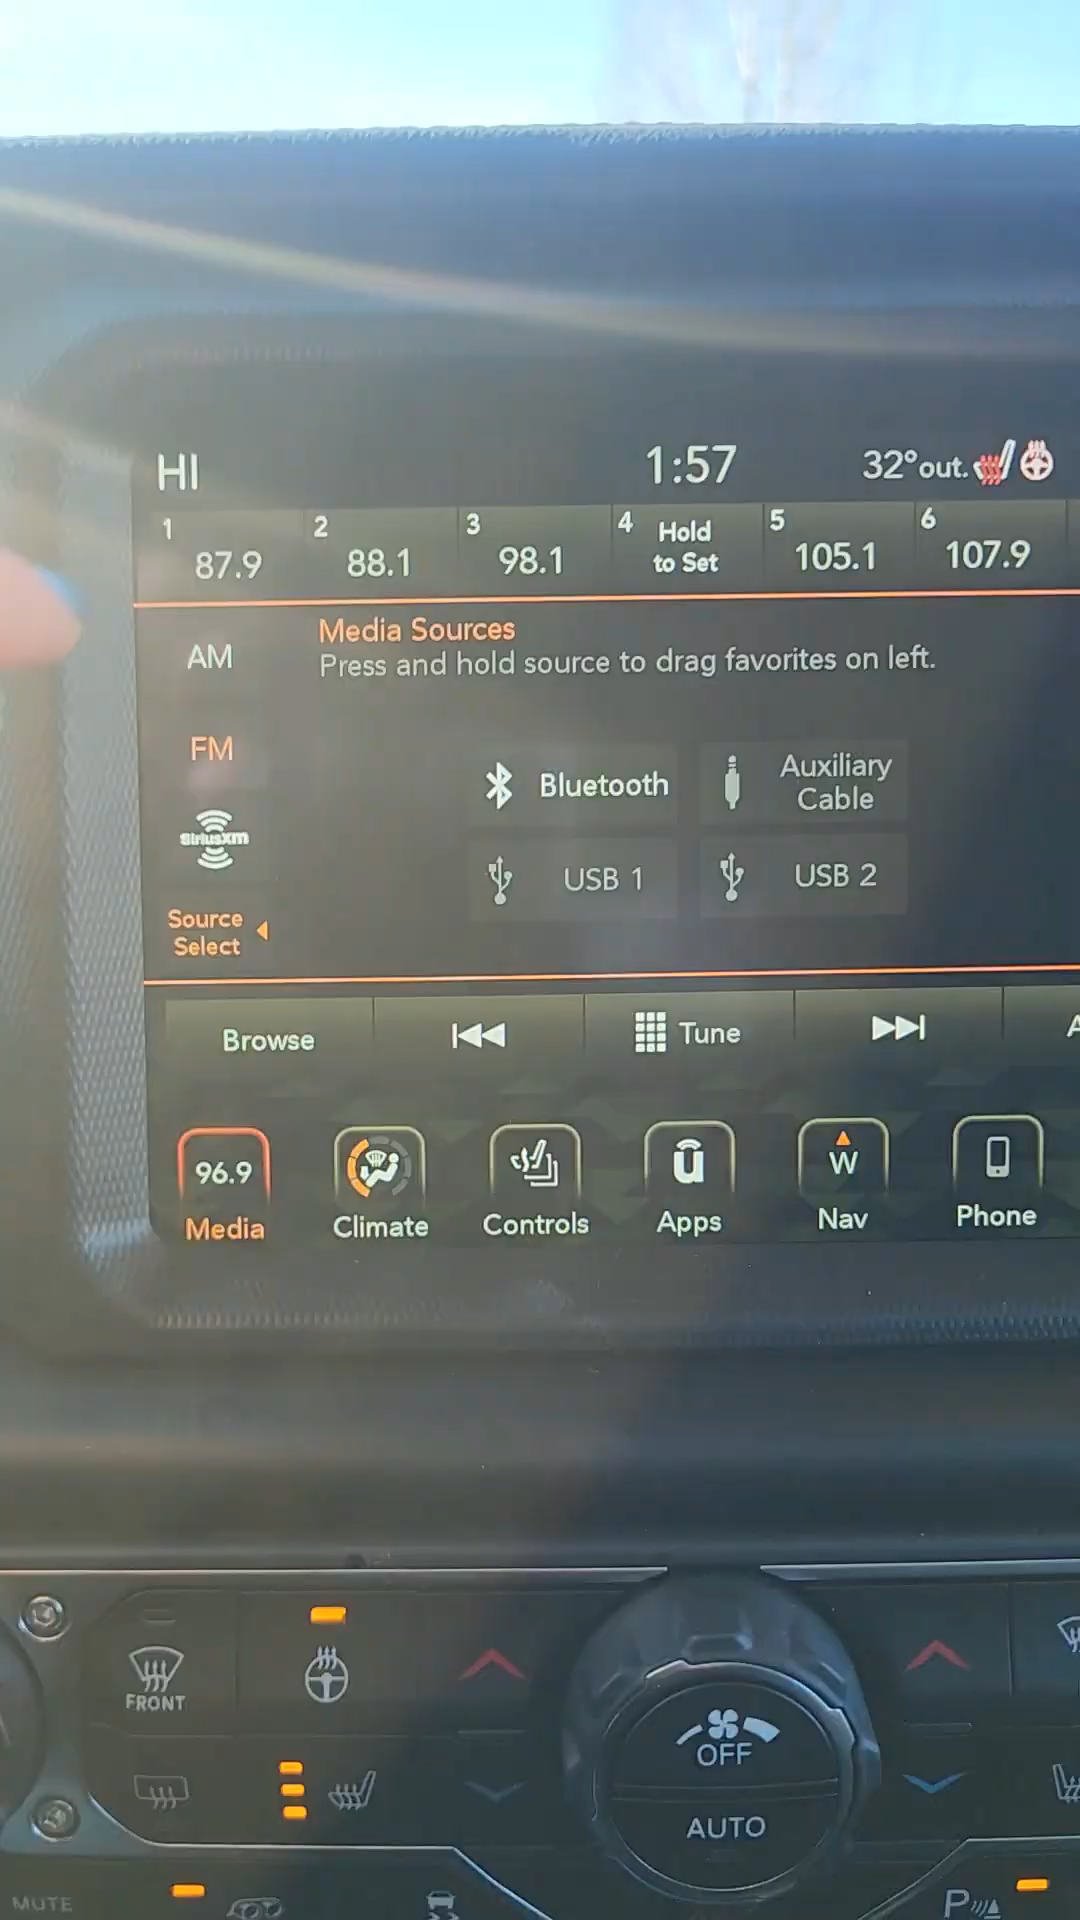 HI 1:57 32°out.
1 2 3 4 5 6
87.9 88.1 98.1 Hold to Set 105.1 107.9
Media Sources
Press and hold source to drag favorites on left.
AM
FM
SiriusXM
Source
Select
Bluetooth
Auxiliary
Cable
USB 1
USB 2
Browse
Tune
96.9 u W
Media Climate Controls Apps Nav Phone
FRONT
OFF
AUTO
MUTE
P